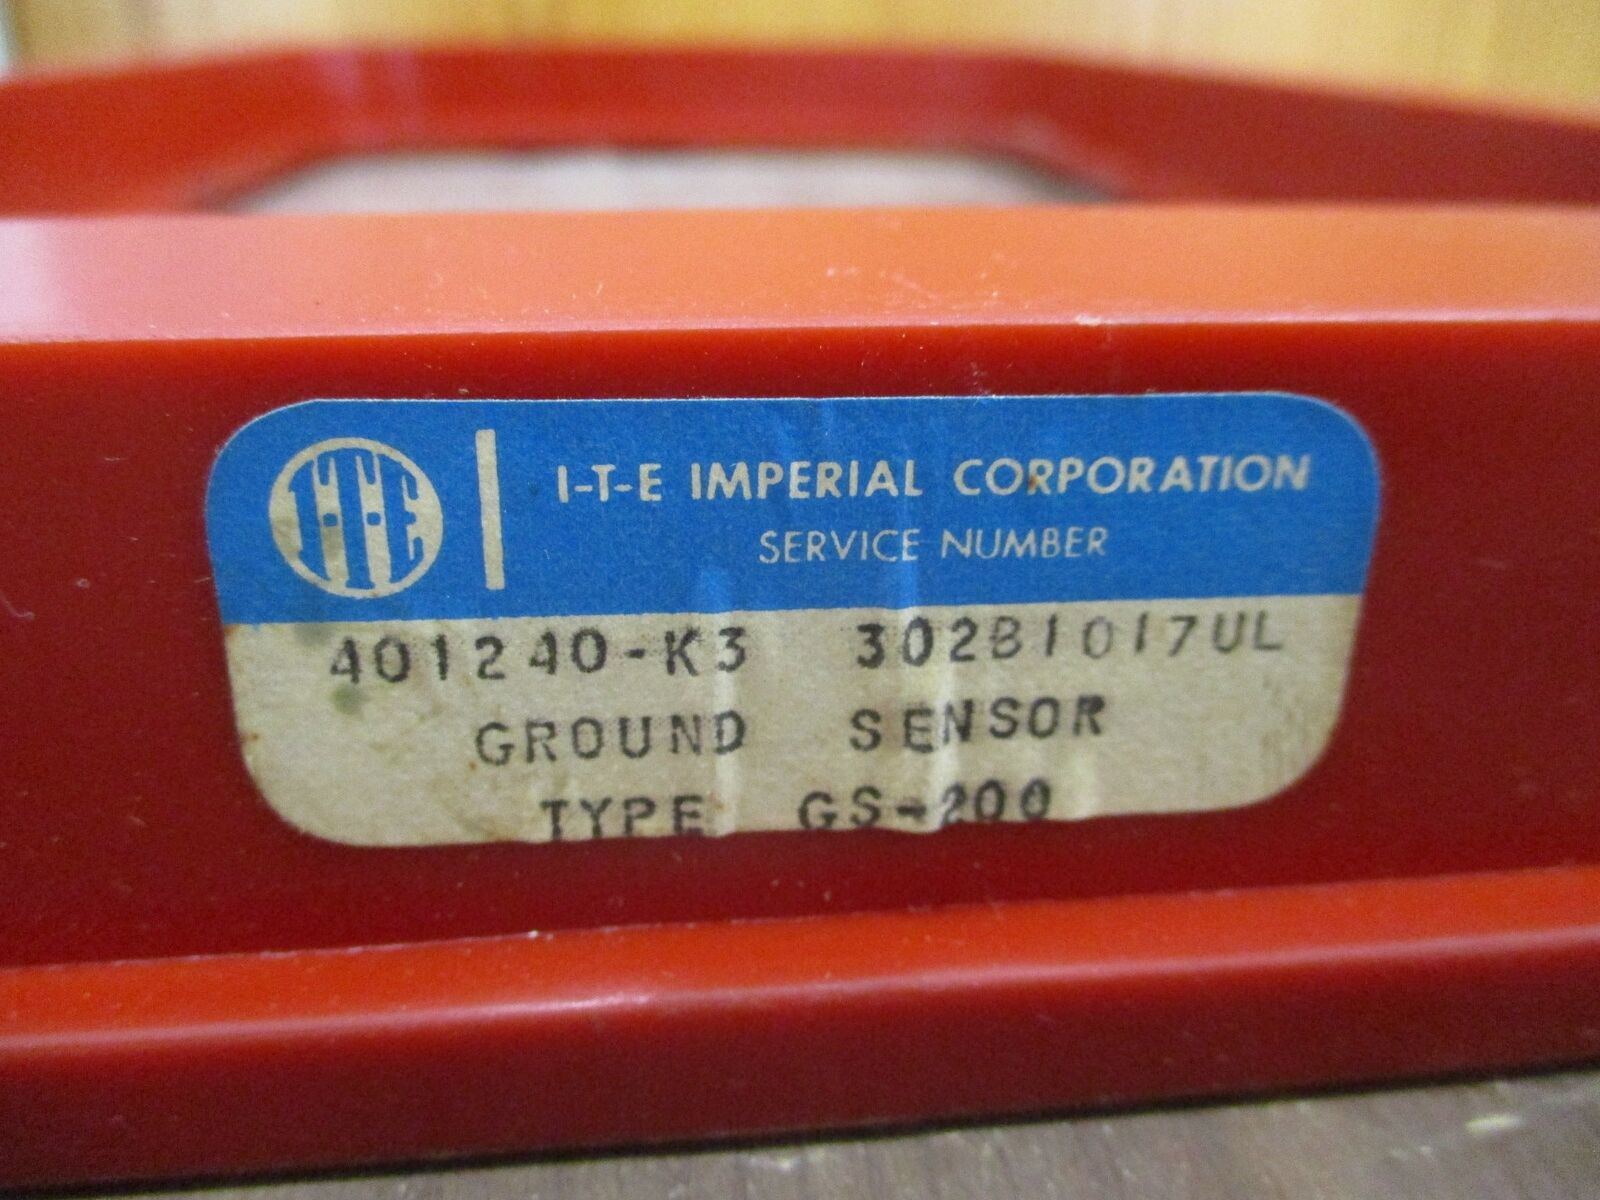 I-T-E
I-T-E IMPERIAL CORPORATION
SERVICE NUMBER
401240-K3 302B1017UL
GROUND SENSOR
TYPE GS-200